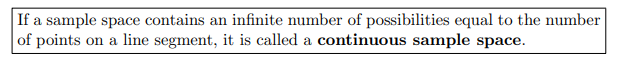 If a sample space contains an infinite number of possibilities equal to the number
of points on a line segment, it is called a continuous sample space.